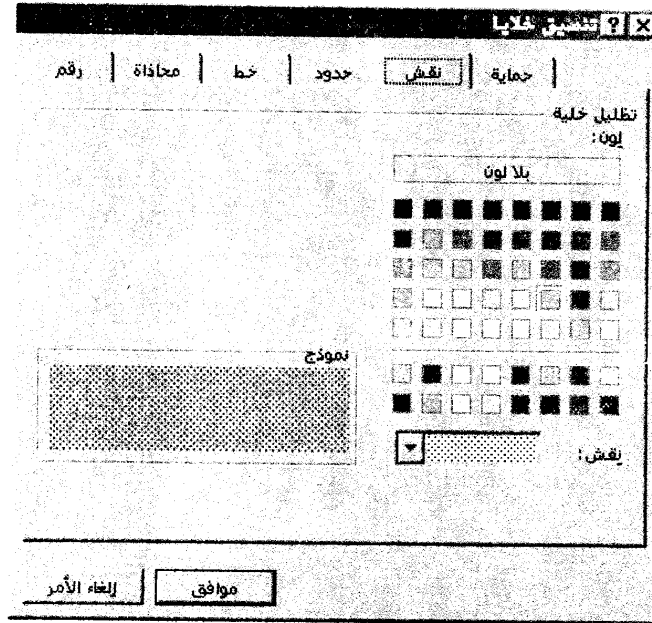 تنسيق خلايا
رقم محاذاة خط حدود نقش حماية
تظليل خلية
لون:
بلا لون
نموذج
نقش:
موافق إلغاء الأمر